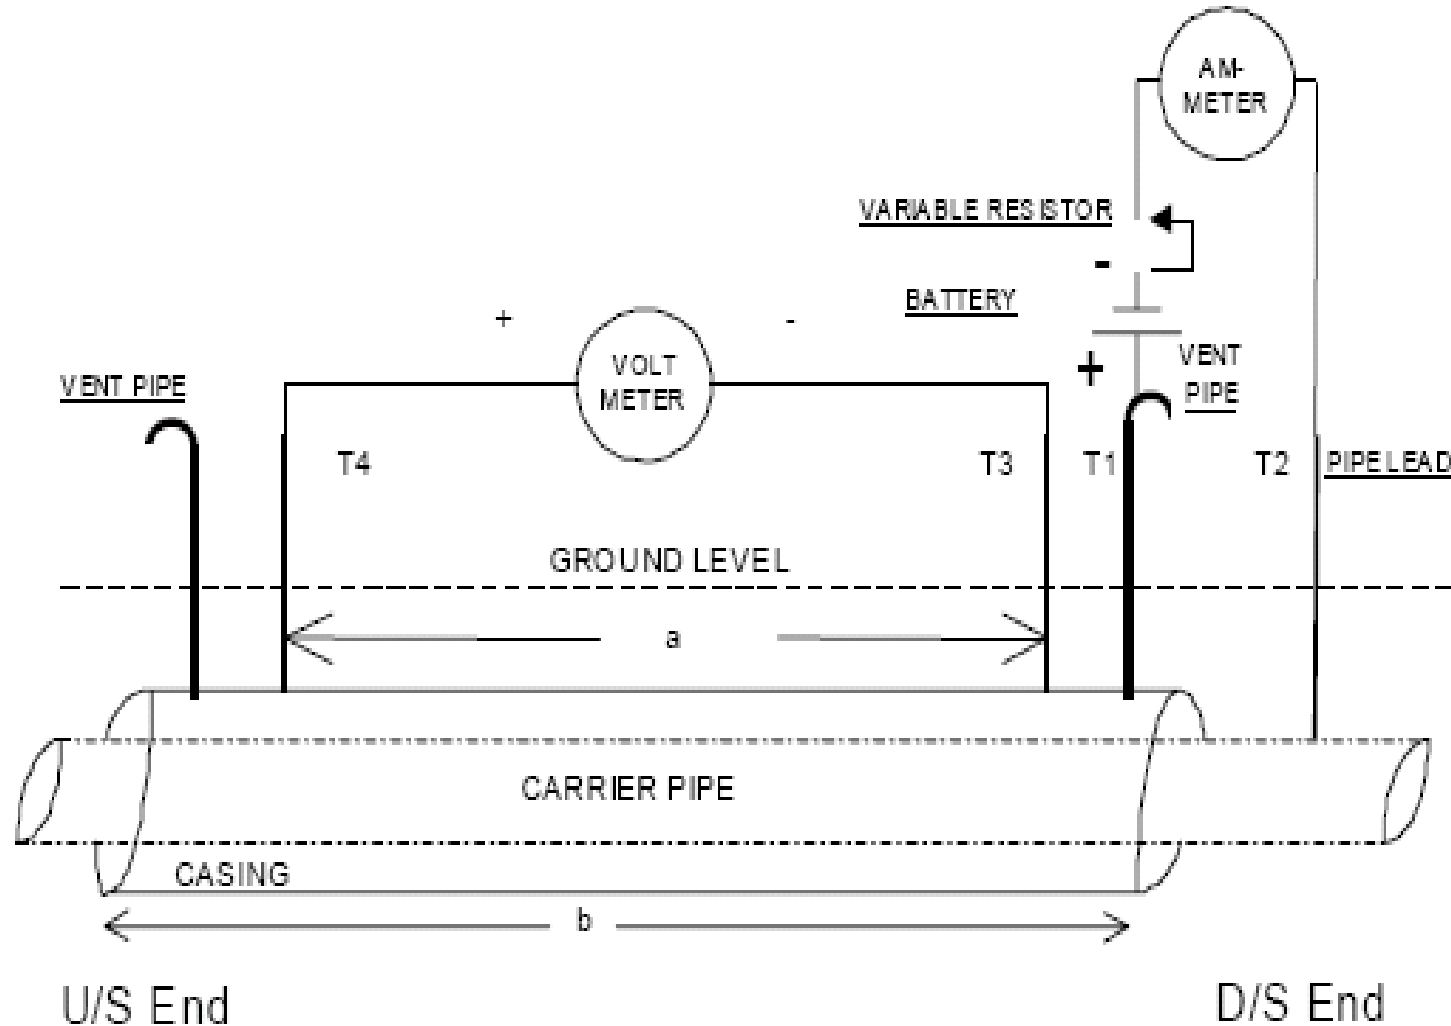 AM-
METER
VARIABLE RESISTOR
-
BATTERY
+ -
VENT
PIPE
+
VOLT
METER
VENT PIPE
T4 T3 T1 T2 PIPE LEAD
GROUND LEVEL
a
CARRIER PIPE
CASING
b
U/S End D/S End